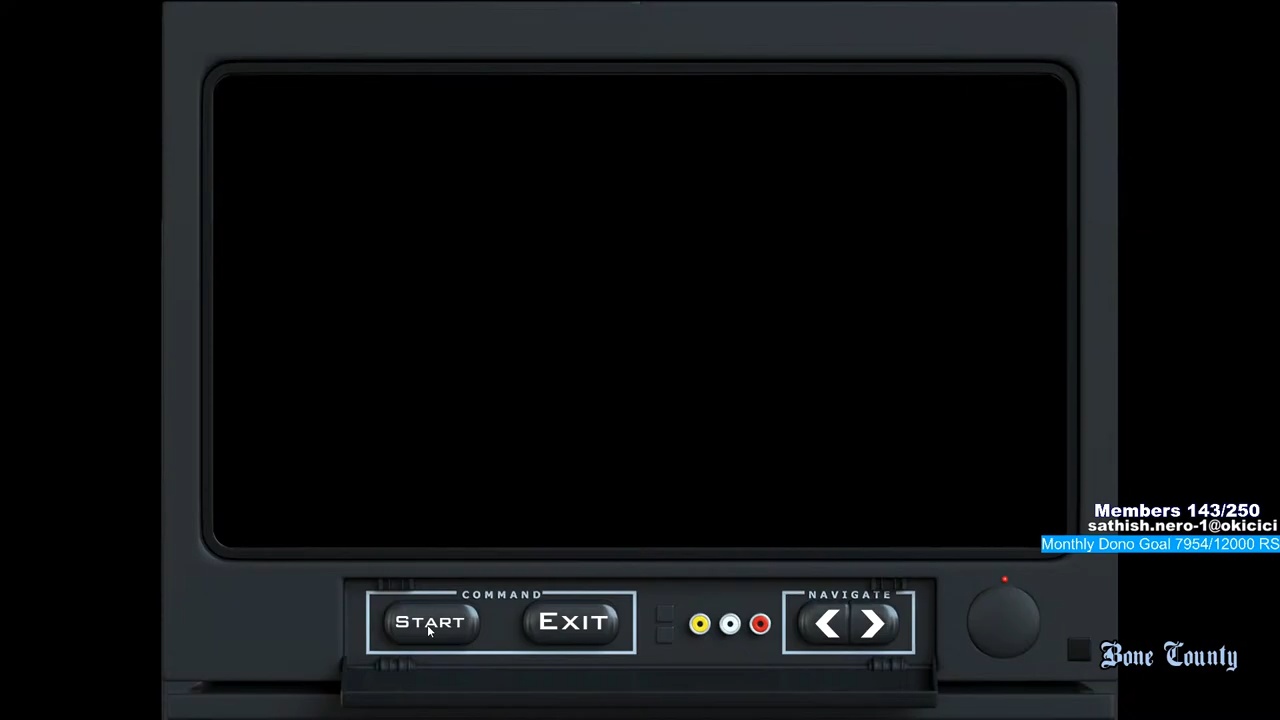 Members 143/250
sathish.nero-1@okicici
Monthly Dono Goal 7954/12000 RS
COMMAND
NAVIGATE
START
EXIT
Bone County